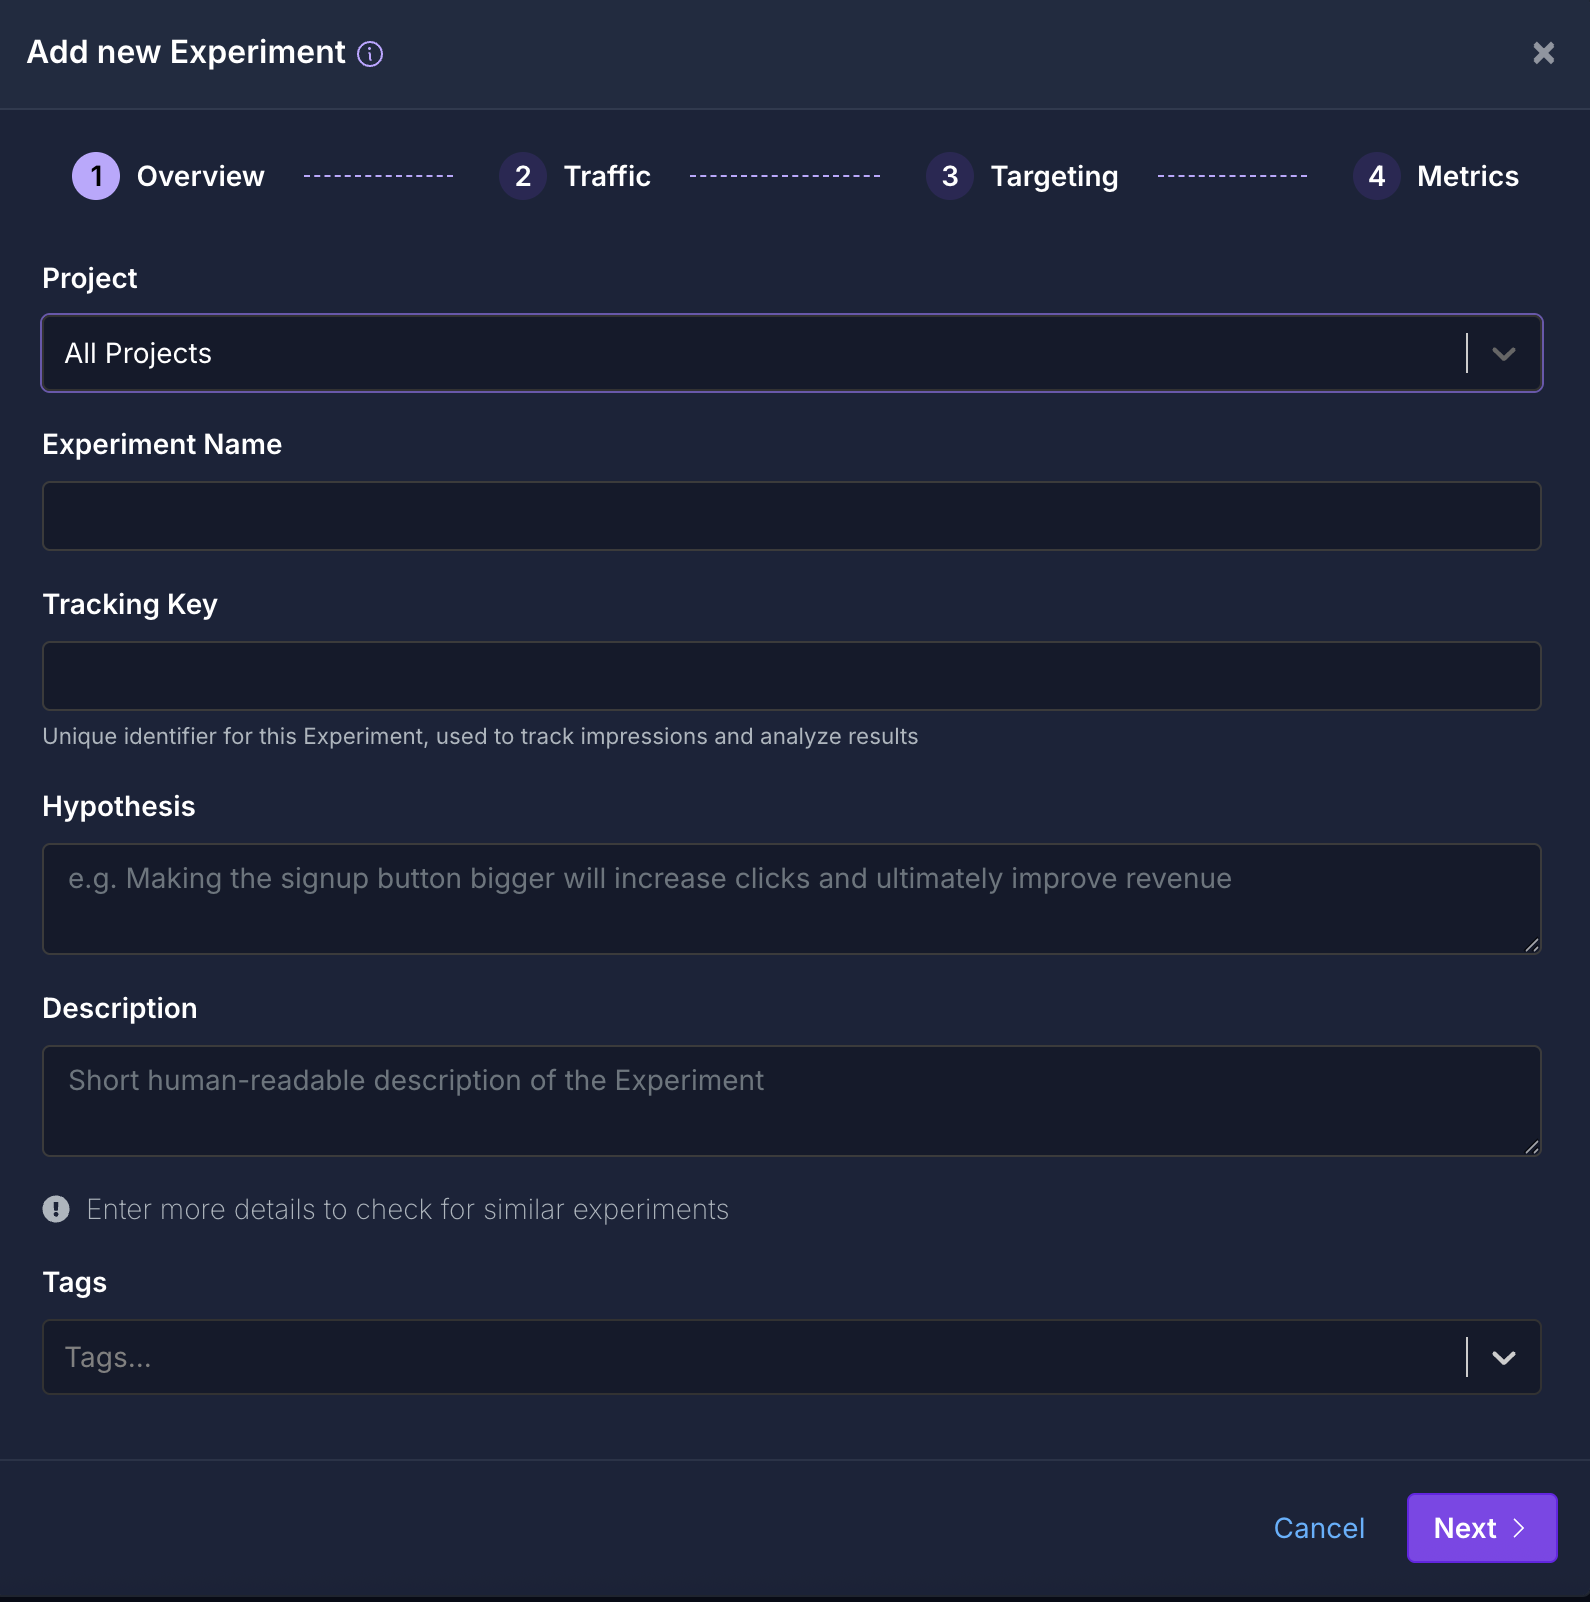 Add new Experiment
1 Overview 2 Traffic 3 Targeting 4 Metrics
Project
All Projects
Experiment Name
Tracking Key
Unique identifier for this Experiment, used to track impressions and analyze results
Hypothesis
e.g. Making the signup button bigger will increase clicks and ultimately improve revenue
Description
Short human-readable description of the Experiment
Enter more details to check for similar experiments
Tags
Tags...
Cancel Next